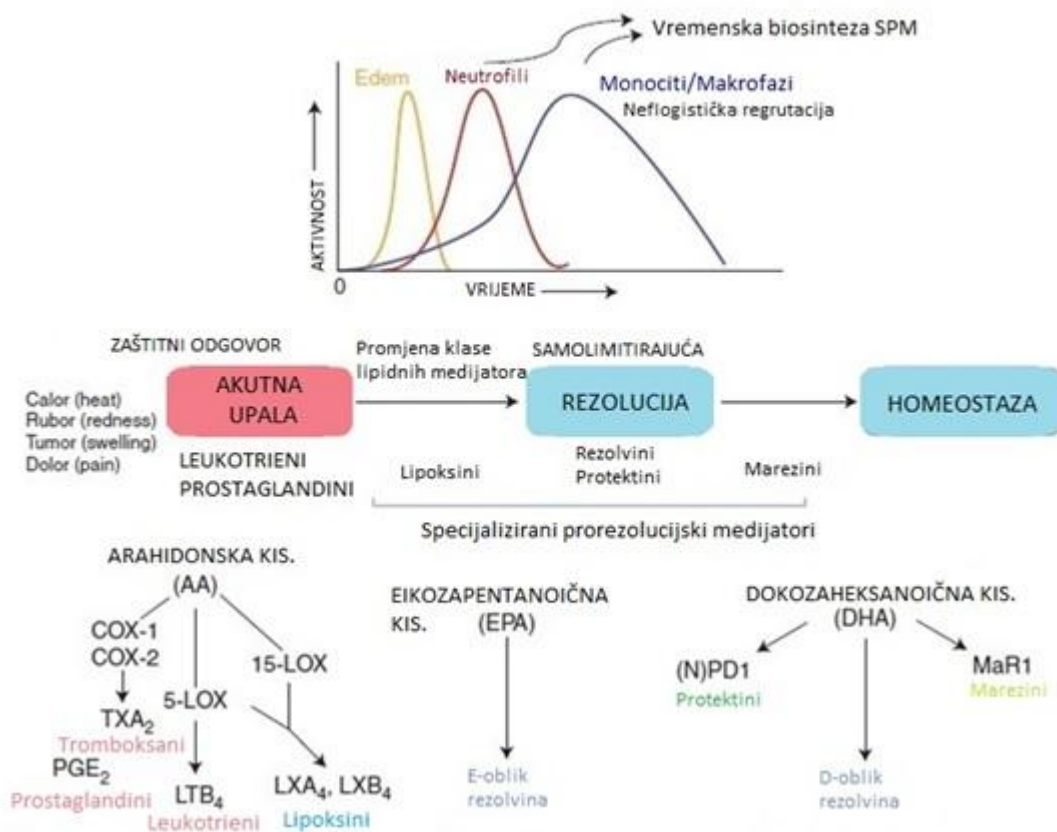 Vremenska biosinteza SPM
Edem
Neutrofili
Monociti/Makrofazi
Neflogistička regrutacija
AKTIVNOST
0
VRIJEME
ZAŠTITNI ODGOVOR
Promjena klase
lipidnih medijatora
SAMOLIMITIRAJUĆA
Calor (heat)
Rubor (redness)
Tumor (swelling)
Dolor (pain)
AKUTNA
UPALA
REZOLUCIJA
HOMEOSTAZA
LEUKOTRIENI
PROSTAGLANDINI
Lipoksini
Rezolvini
Protektini
Marezini
Specijalizirani prorezolucijski medijatori
ARAHIDONSKA KIS.
(AA)
COX-1
COX-2
15-LOX
5-LOX
TXA₂
Tromboksani
PGE₂
Prostaglandini
LTB₄
Leukotrieni
LXA₄, LXB₄
Lipoksini
EIKOZAPENTANOIČNA
KIS.
(EPA)
E-oblik
rezolvina
DOKOZAHEKSANOIČNA KIS.
(DHA)
(N)PD1
Protektini
MaR1
Marezini
D-oblik
rezolvina